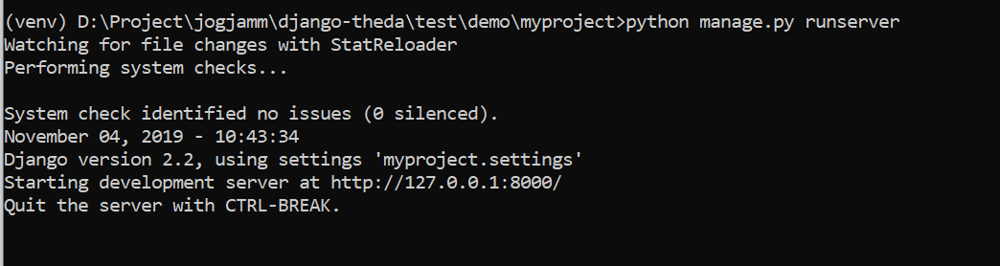 (venv) D:\Project\jogjamm\django-theda\test\demo\myproject>python manage.py runserver
Watching for file changes with StatReloader
Performing system checks...
System check identified no issues (0 silenced).
November 04, 2019 - 10:43:34
Django version 2.2, using settings 'myproject.settings'
Starting development server at http://127.0.0.1:8000/
Quit the server with CTRL-BREAK.